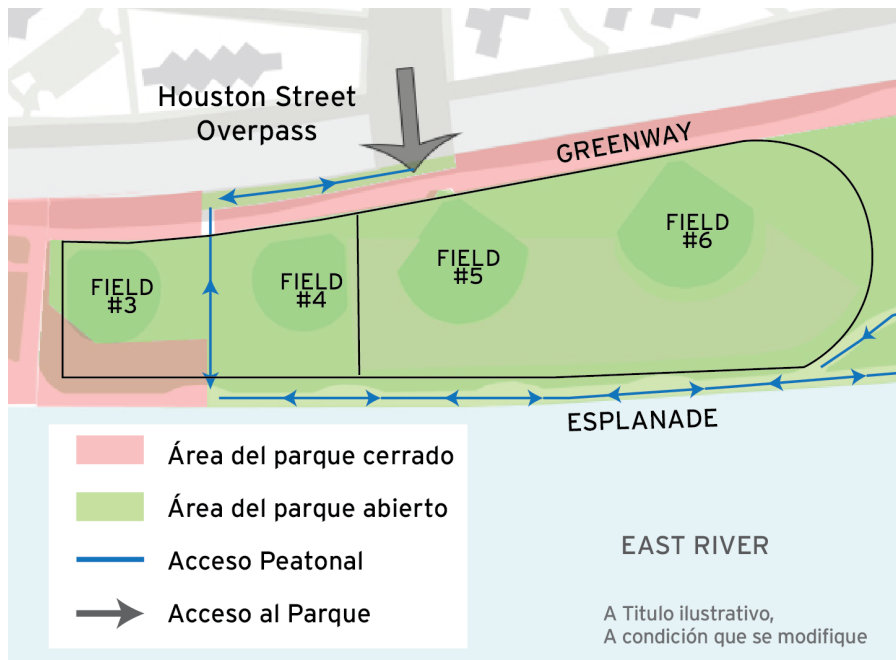 Houston Street
Overpass
GREENWAY
FIELD
#3
FIELD
#4
FIELD
#5
FIELD
#6
ESPLANADE
Área del parque cerrado
Área del parque abierto
Acceso Peatonal
Acceso al Parque
EAST RIVER
A Titulo ilustrativo,
A condición que se modifique